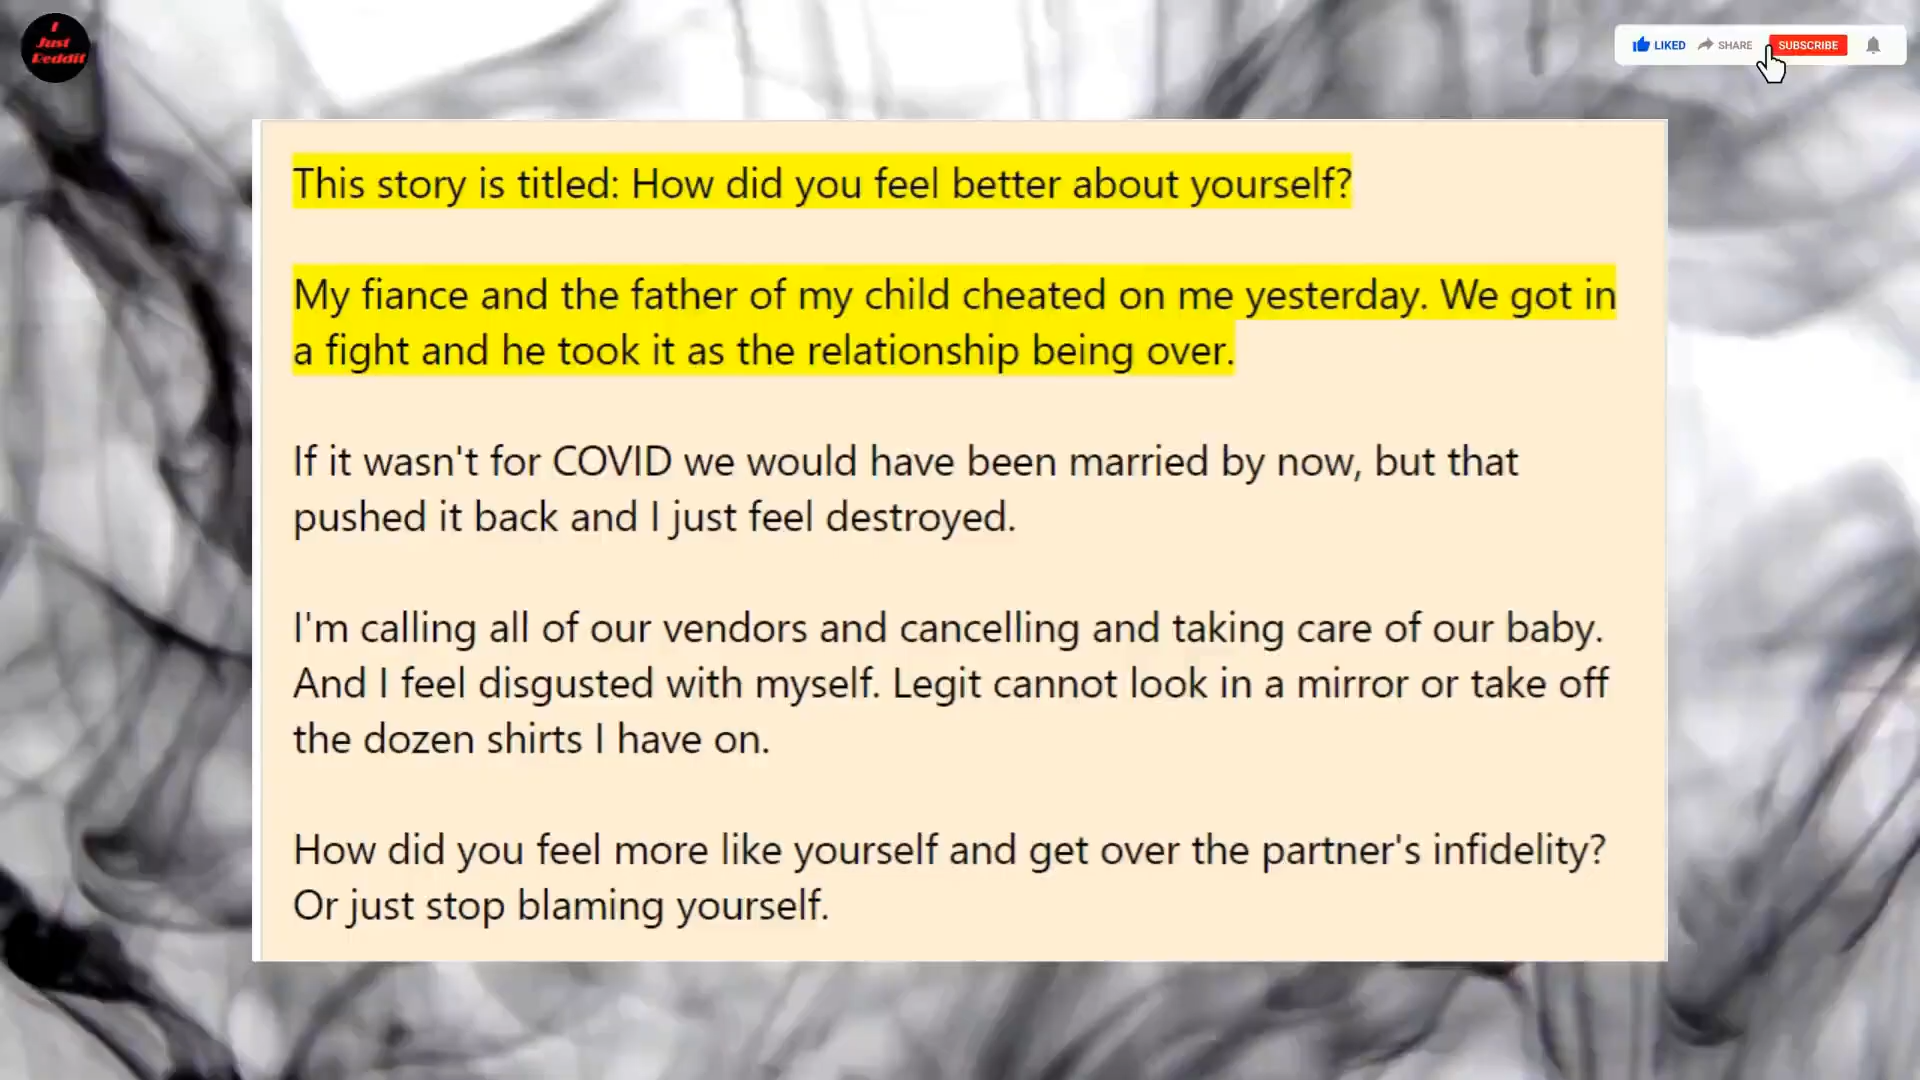 I
Just
Reddit
LIKED SHARE SUBSCRIBE
This story is titled: How did you feel better about yourself?
My fiance and the father of my child cheated on me yesterday. We got in
a fight and he took it as the relationship being over.
If it wasn't for COVID we would have been married by now, but that
pushed it back and I just feel destroyed.
I'm calling all of our vendors and cancelling and taking care of our baby.
And I feel disgusted with myself. Legit cannot look in a mirror or take off
the dozen shirts I have on.
How did you feel more like yourself and get over the partner's infidelity?
Or just stop blaming yourself.